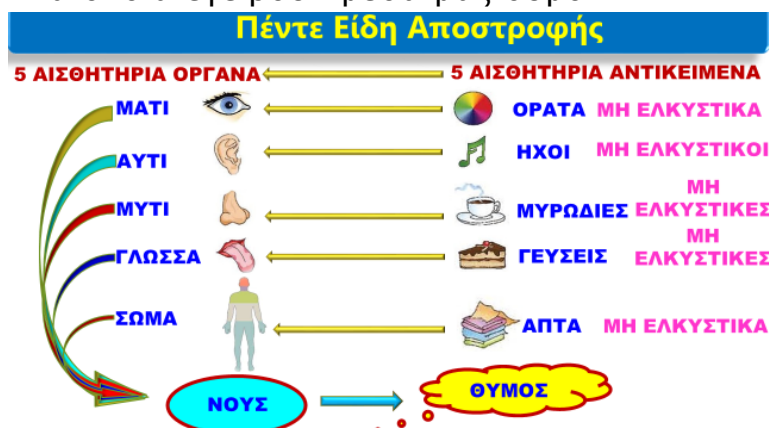 Πέντε Είδη Αποστροφής
5 ΑΙΣΘΗΤΗΡΙΑ ΟΡΓΑΝΑ 5 ΑΙΣΘΗΤΗΡΙΑ ΑΝΤΙΚΕΙΜΕΝΑ
ΜΑΤΙ ΟΡΑΤΑ ΜΗ ΕΛΚΥΣΤΙΚΑ
ΑΥΤΙ ΗΧΟΙ ΜΗ ΕΛΚΥΣΤΙΚΟΙ
ΜΥΤΙ ΜΥΡΩΔΙΕΣ ΜΗ ΕΛΚΥΣΤΙΚΕΣ
ΓΛΩΣΣΑ ΓΕΥΣΕΙΣ ΜΗ ΕΛΚΥΣΤΙΚΕΣ
ΣΩΜΑ ΑΠΤΑ ΜΗ ΕΛΚΥΣΤΙΚΑ
ΝΟΥΣ ΘΥΜΟΣ